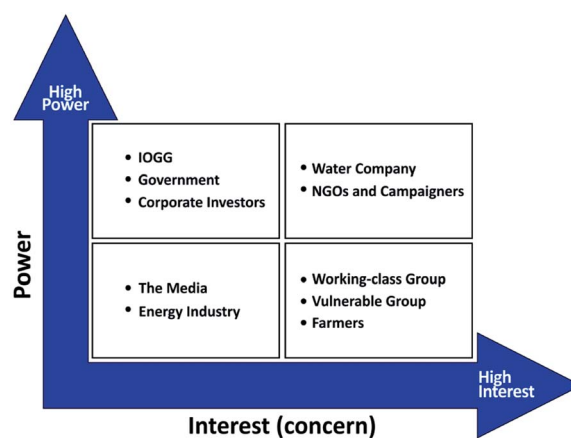 High
Power
• IOGG
• Government
• Corporate Investors
• Water Company
• NGOs and Campaigners
• The Media
• Energy Industry
• Working-class Group
• Vulnerable Group
• Farmers
Power
High
Interest
Interest (concern)